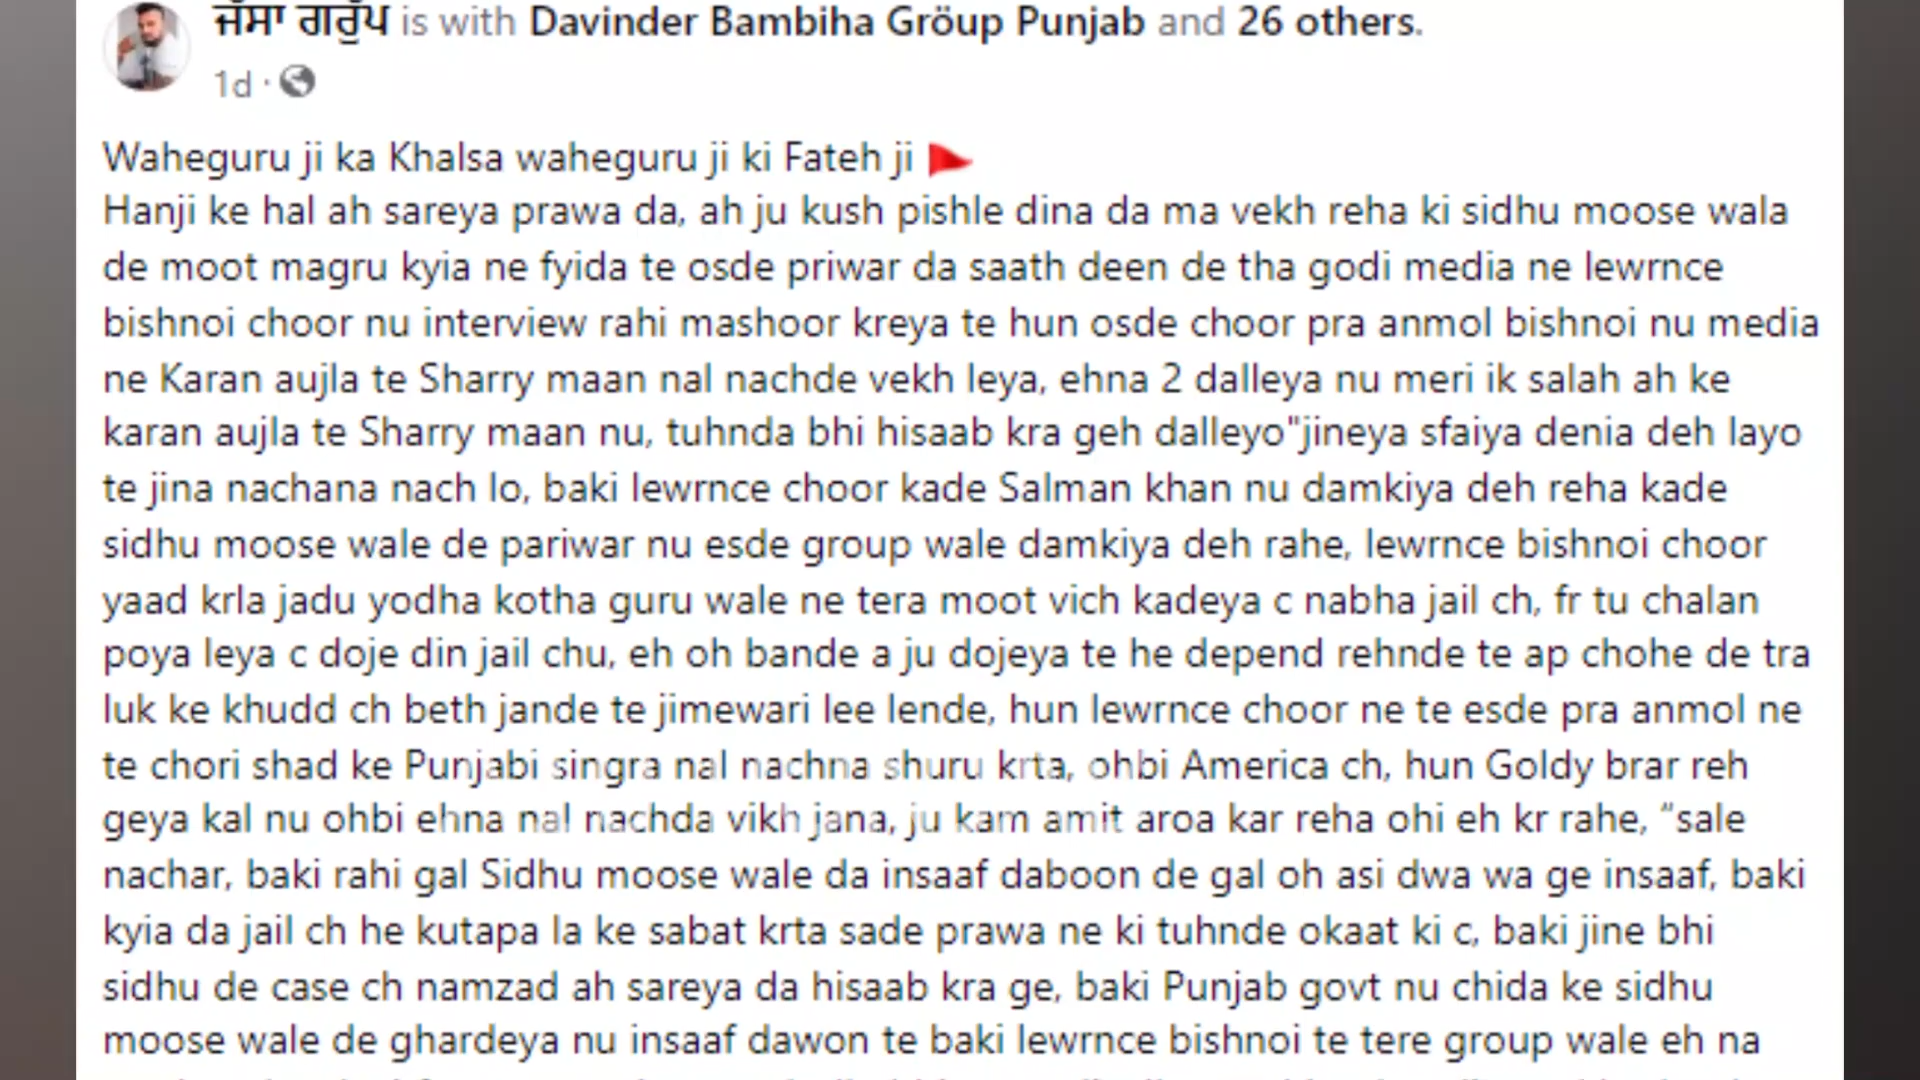 ਜੱਸਾ ਗਰੁੱਪ is with Davinder Bambiha Gröup Punjab and 26 others.
1d ·
Waheguru ji ka Khalsa waheguru ji ki Fateh ji
Hanji ke hal ah sareya prawa da, ah ju kush pishle dina da ma vekh reha ki sidhu moose wala
de moot magru kyia ne fyida te osde priwar da saath deen de tha godi media ne lewrnce
bishnoi choor nu interview rahi mashoor kreya te hun osde choor pra anmol bishnoi nu media
ne Karan aujla te Sharry maan nal nachde vekh leya, ehna 2 dalleya nu meri ik salah ah ke
karan aujla te Sharry maan nu, tuhnda bhi hisaab kra geh dalleyo"jineya sfaiya denia deh layo
te jina nachana nach lo, baki lewrnce choor kade Salman khan nu damkiya deh reha kade
sidhu moose wale de pariwar nu esde group wale damkiya deh rahe, lewrnce bishnoi choor
yaad krla jadu yodha kotha guru wale ne tera moot vich kadeya c nabha jail ch, fr tu chalan
poya leya c doje din jail chu, eh oh bande a ju dojeya te he depend rehnde te ap chohe de tra
luk ke khudd ch beth jande te jimewari lee lende, hun lewrnce choor ne te esde pra anmol ne
te chori shad ke Punjabi singra nal nachna shuru krta, ohbi America ch, hun Goldy brar reh
geya kal nu ohbi ehna nal nachda vikh jana, ju kam amit aroa kar reha ohi eh kr rahe, “sale
nachar, baki rahi gal Sidhu moose wale da insaaf daboon de gal oh asi dwa wa ge insaaf, baki
kyia da jail ch he kutapa la ke sabat krta sade prawa ne ki tuhnde okaat ki c, baki jine bhi
sidhu de case ch namzad ah sareya da hisaab kra ge, baki Punjab govt nu chida ke sidhu
moose wale de ghardeya nu insaaf dawon te baki lewrnce bishnoi te tere group wale eh na